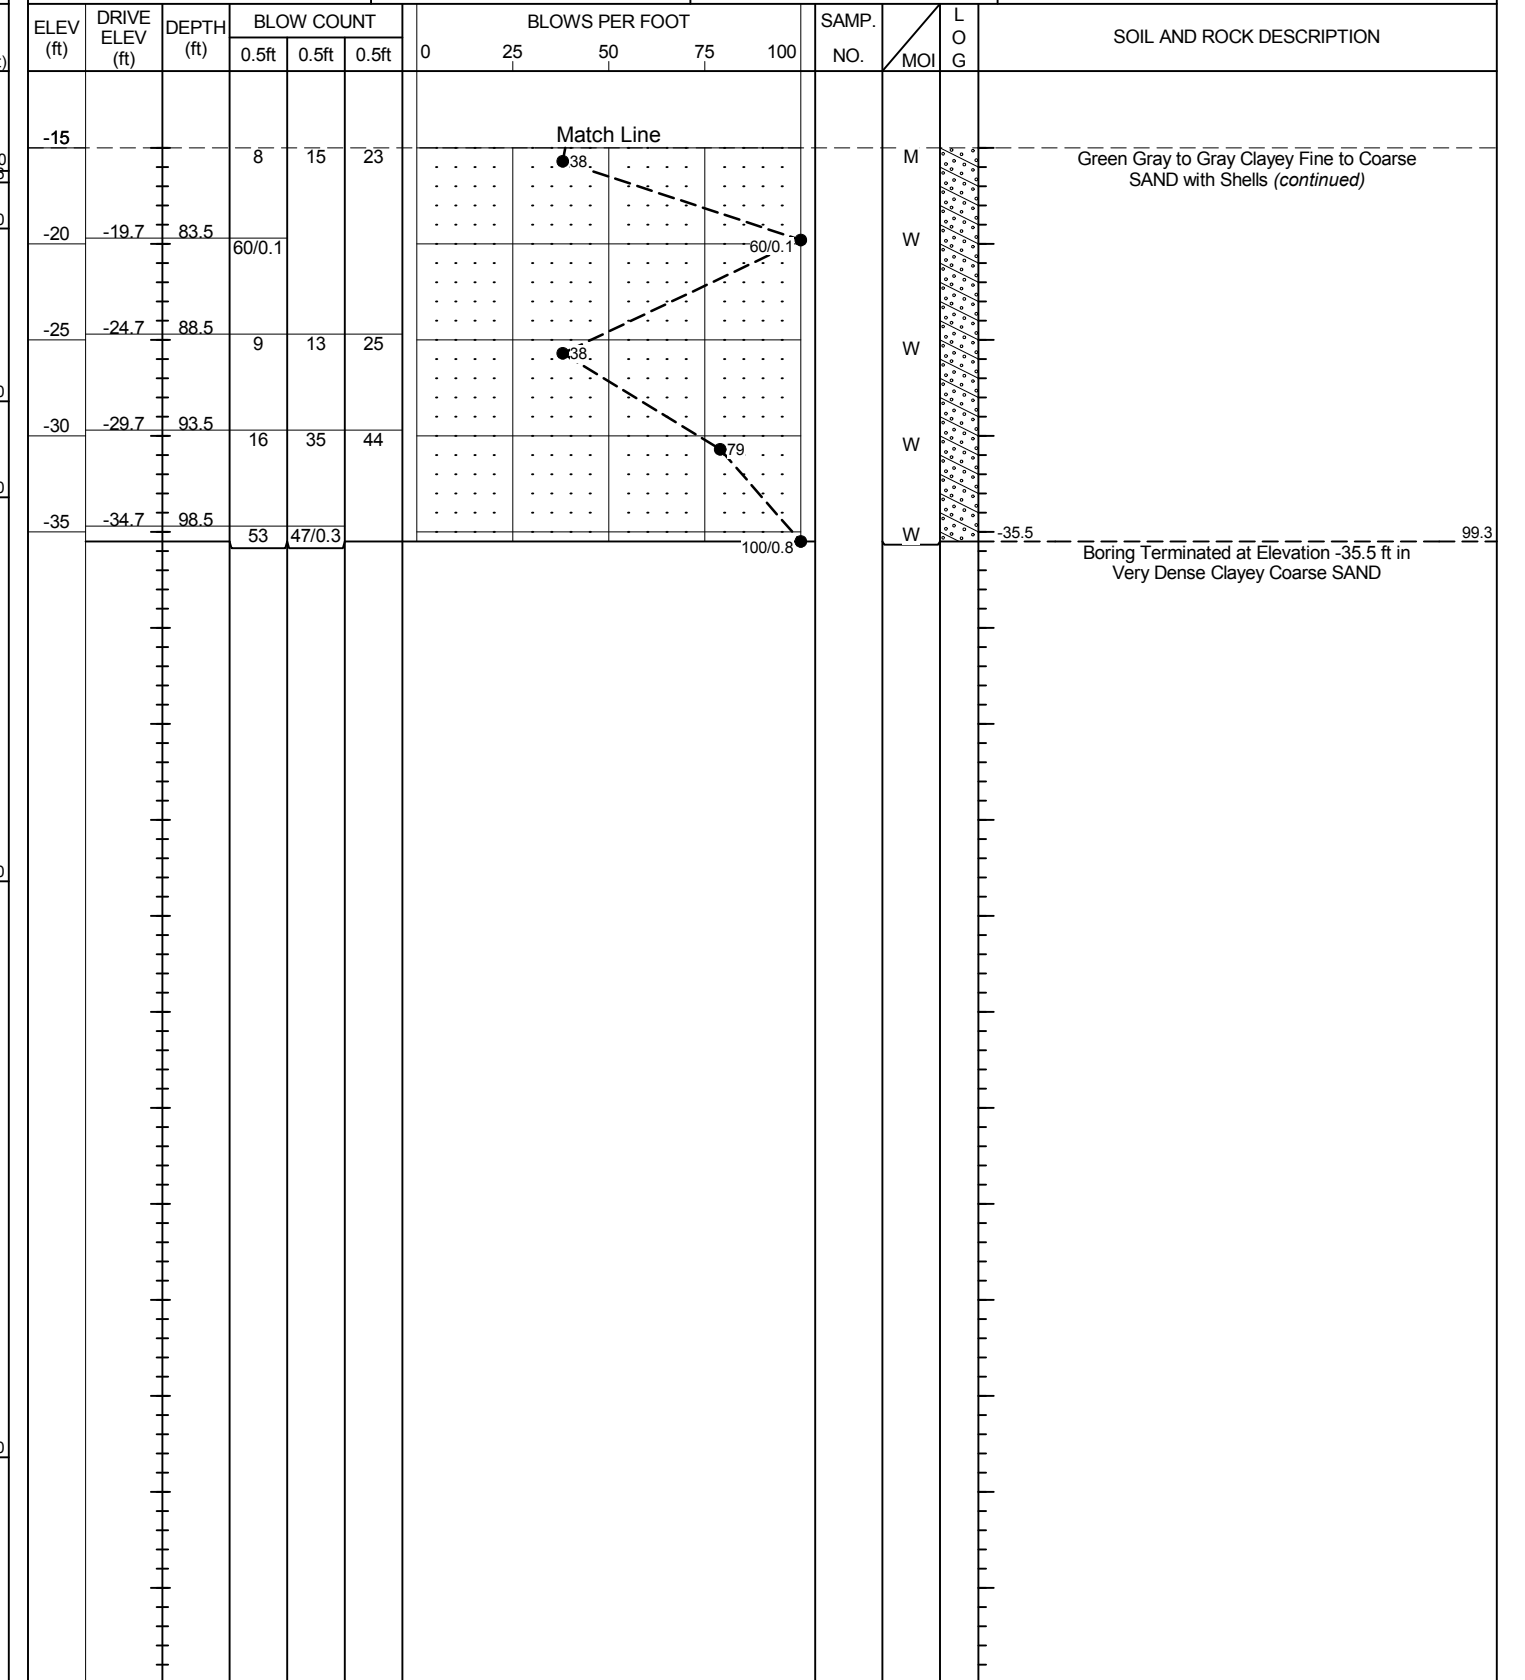 ELEV (ft) DRIVE ELEV (ft) DEPTH (ft) BLOW COUNT BLOWS PER FOOT SAMP. NO. MOI L O G SOIL AND ROCK DESCRIPTION
0.5ft 0.5ft 0.5ft 0 25 50 75 100
Match Line
-15
8 15 23 38 M Green Gray to Gray Clayey Fine to Coarse
SAND with Shells (continued)
-20 -19.7 83.5
60/0.1 60/0.1 W
-25 -24.7 88.5
9 13 25 38 W
-30 -29.7 93.5
16 35 44 79 W
-35 -34.7 98.5
53 47/0.3 100/0.8 W -35.5 99.3
Boring Terminated at Elevation -35.5 ft in
Very Dense Clayey Coarse SAND